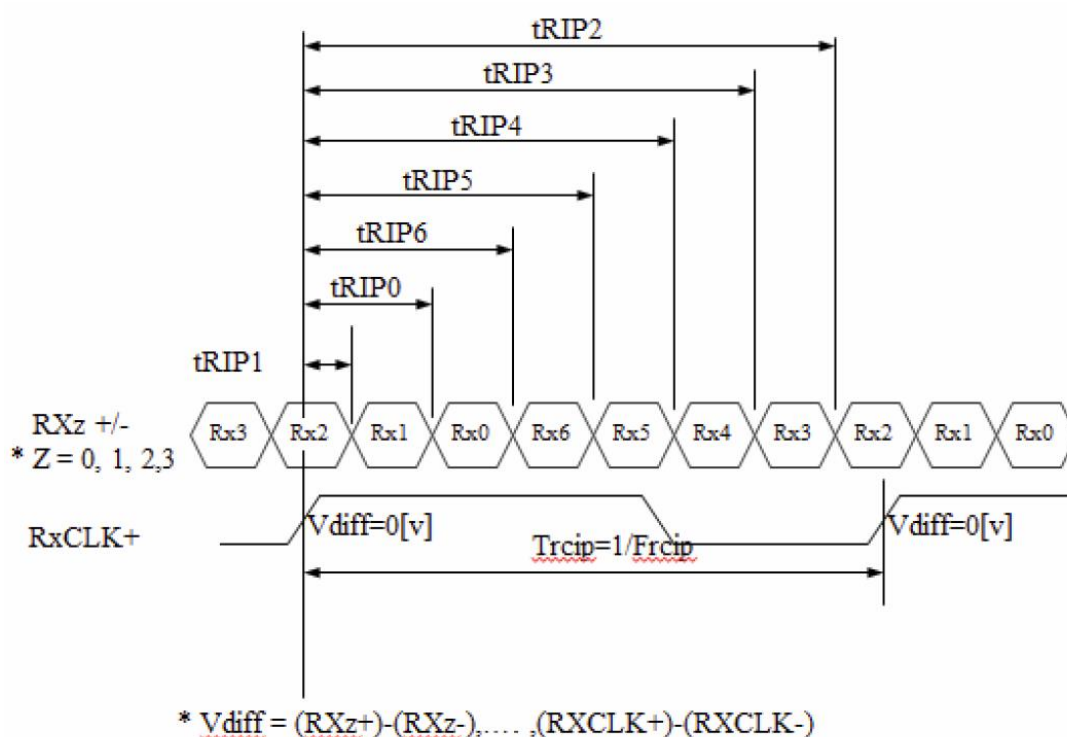 tRIP2
tRIP3
tRIP4
tRIP5
tRIP6
tRIP0
tRIP1
RXz +/-
* Z = 0, 1, 2,3
Rx3 Rx2 Rx1 Rx0 Rx6 Rx5 Rx4 Rx3 Rx2 Rx1 Rx0
RxCLK+
Vdiff=0[v] Vdiff=0[v]
Trcip=1/Frcip
* Vdiff = (RXz+)-(RXz-),.... ,(RXCLK+)-(RXCLK-)